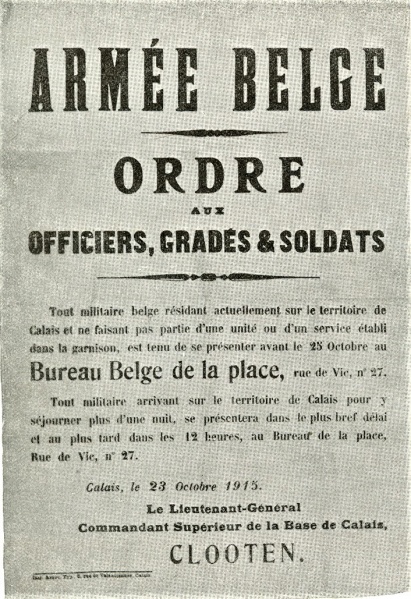 ARMÉE BELGE
ORDRE
AUX
OFFICIERS, GRADÉS & SOLDATS
Tout militaire belge résidant actuellement sur le territoire de
Calais et ne faisant pas partie d'une unité ou d'un service établi
dans la garnison, est tenu de se présenter avant le 25 Octobre au
Bureau Belge de la place, rue de Vic, n° 27.
Tout militaire arrivant sur le territoire de Calais pour y
séjourner plus d'une nuit, se présentera dans le plus bref délai
et au plus tard dans les 12 heures, au Bureau de la place,
Rue de Vic, n° 27.
Calais, le 23 Octobre 1915.
Le Lieutenant-Général
Commandant Supérieur de la Base de Calais,
CLOOTEN.
rue de Valenciennes, Calais